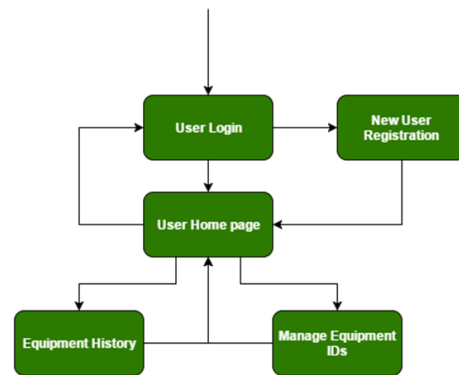 User Login
New User
Registration
User Home page
Equipment History
Manage Equipment
IDs